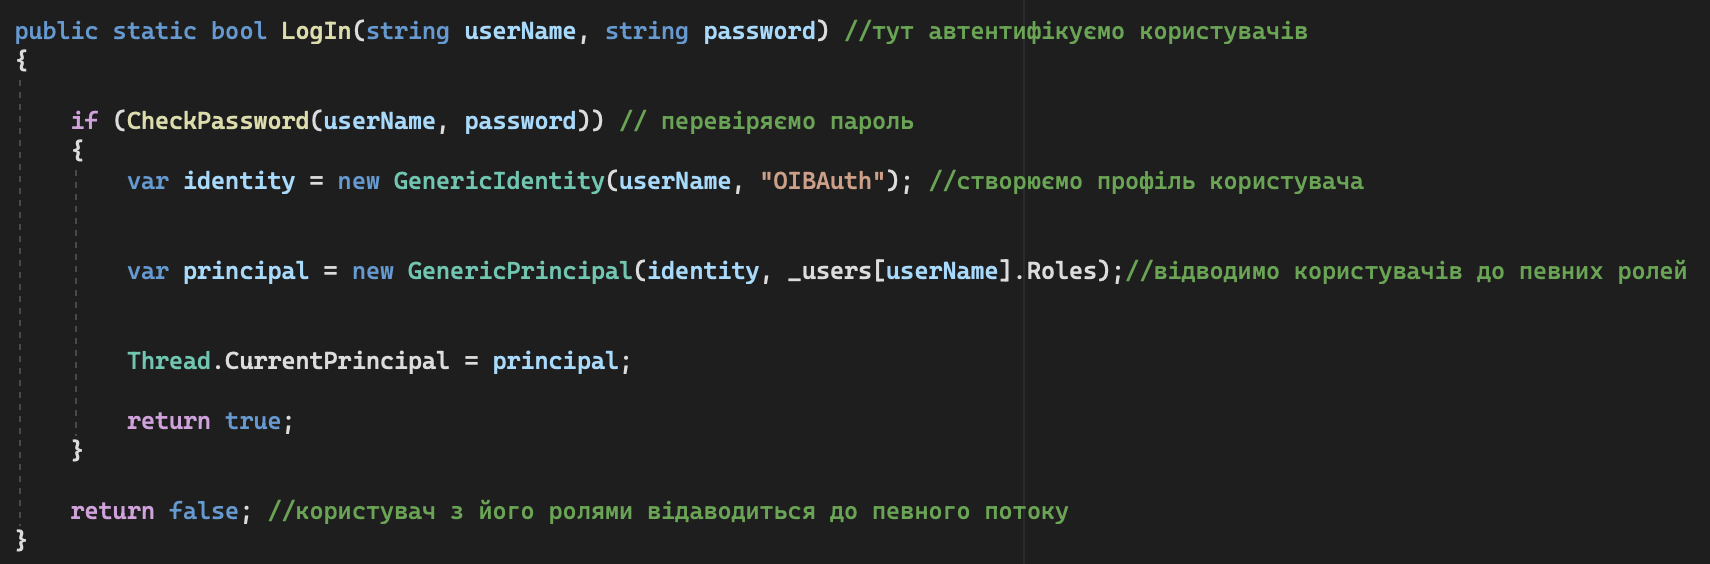 public static bool LogIn(string userName, string password) //тут автентифікуємо користувачів
{
if (CheckPassword(userName, password)) // перевіряємо пароль
{
var identity = new GenericIdentity(userName, "OIBAuth"); //створюємо профіль користувача
var principal = new GenericPrincipal(identity, _users[userName].Roles);//відводимо користувачів до певних ролей
Thread.CurrentPrincipal = principal;
return true;
}
return false; //користувач з його ролями відаводиться до певного потоку
}